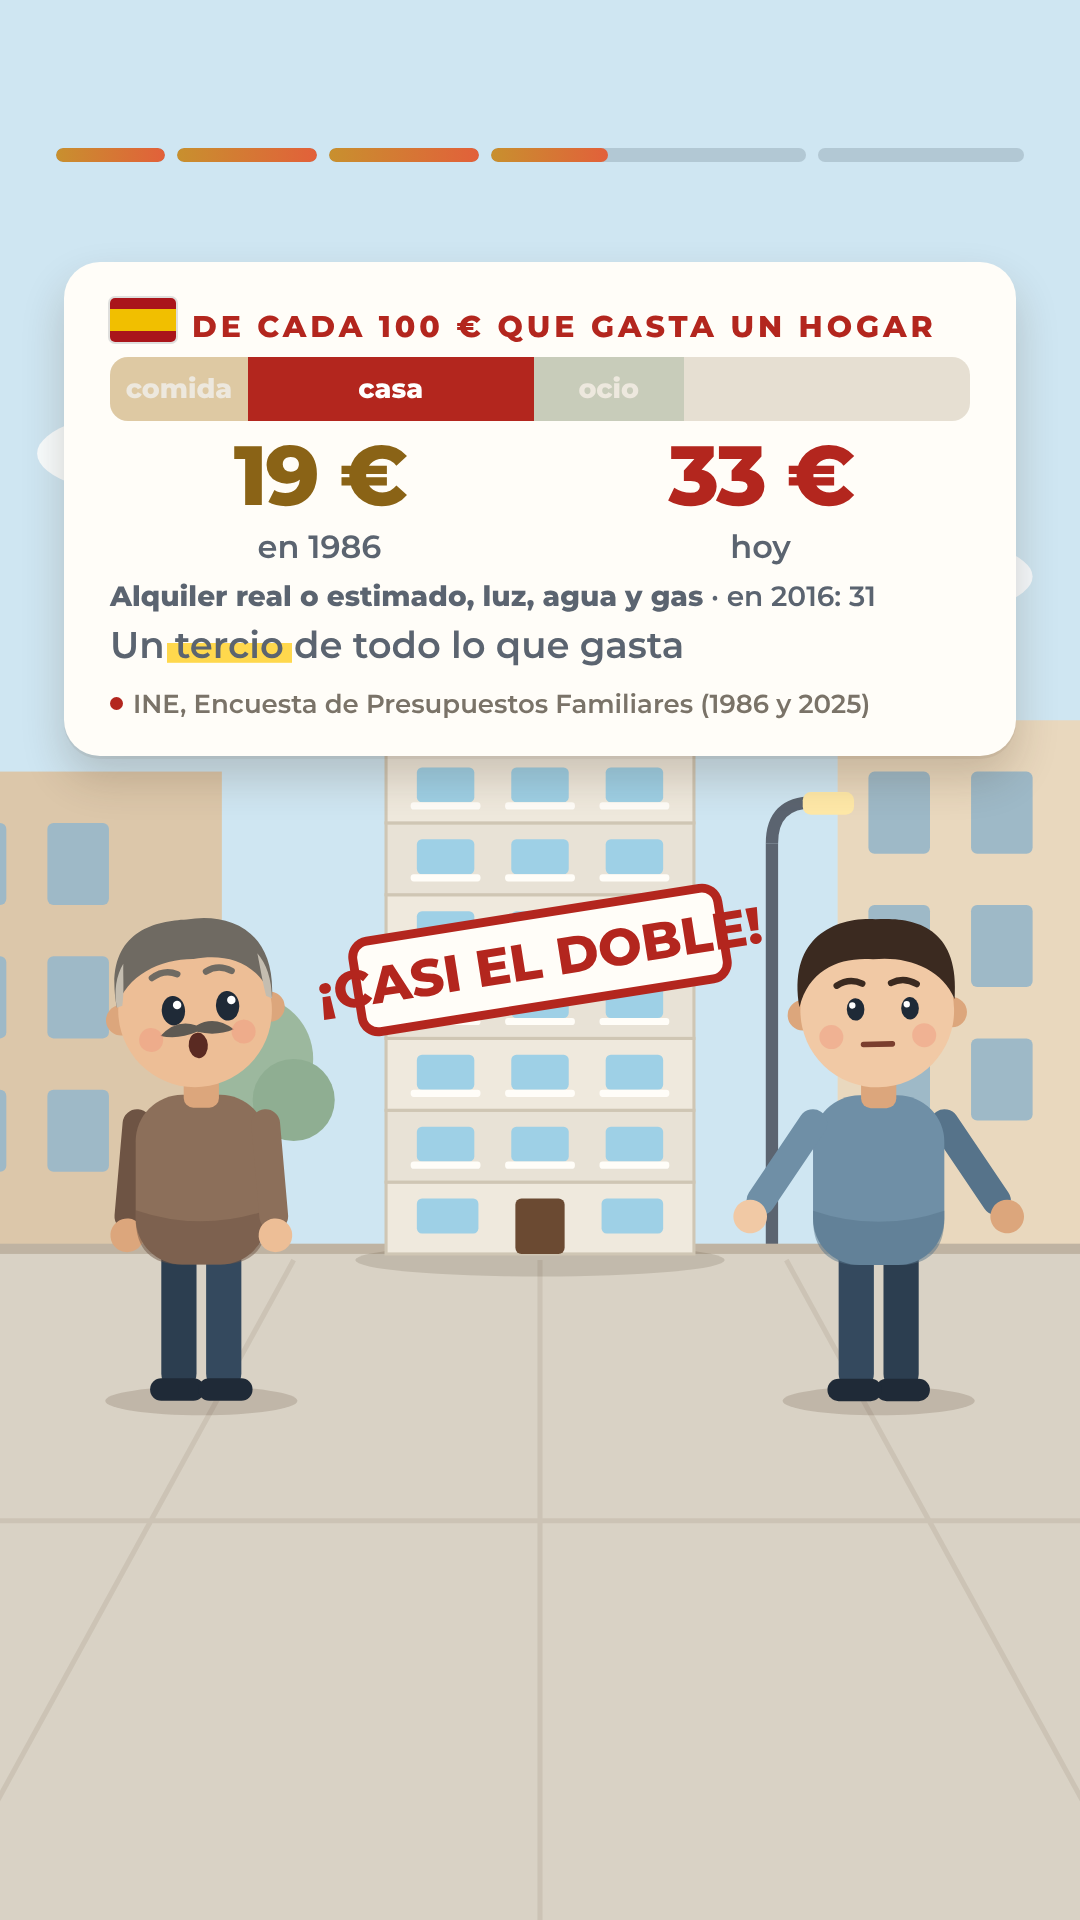 DE CADA 100 € QUE GASTA UN HOGAR
comida casa ocio
19 € 33 €
en 1986 hoy
Alquiler real o estimado, luz, agua y gas · en 2016: 31
Un tercio de todo lo que gasta
INE, Encuesta de Presupuestos Familiares (1986 y 2025)
¡CASI EL DOBLE!